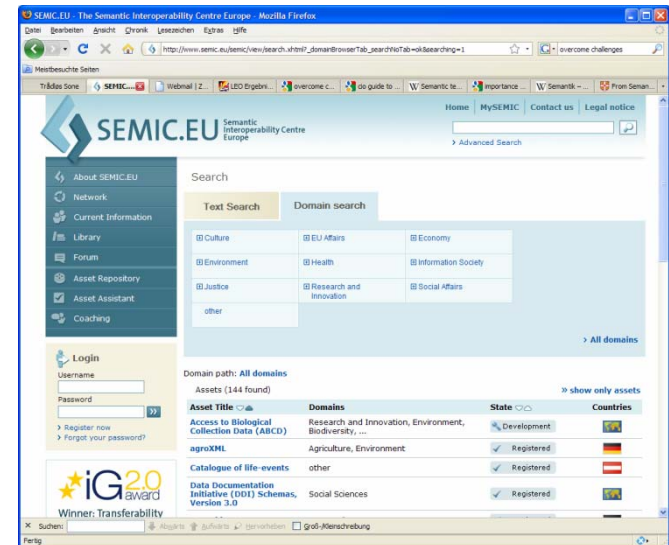 SEMIC.EU - The Semantic Interoperability Centre Europe - Mozilla Firefox
Datei Bearbeiten Ansicht Chronik Lesezeichen Extras Hilfe
http://www.semic.eu/semic/view/search.xhtml?_domainBrowserTab_searchNoTab=ok&searching=1
overcome challenges
Meistbesuchte Seiten
SEMIC.... Webmail | Z... LEO Ergebni... overcome c... do guide to ... Semantic te... importance ... Semantik – ... From Seman...
Home MySEMIC Contact us Legal notice
SEMIC.EU
Semantic
Interoperability Centre
Europe
Advanced Search
About SEMIC.EU
Network
Current Information
Library
Forum
Asset Repository
Asset Assistant
Coaching
Login
Username
Password
Register now
Forgot your password?
iG2.0
award
Winner: Transferability
Search
Text Search Domain search
Culture EU Affairs Economy
Environment Health Information Society
Justice Research and Innovation Social Affairs
other
All domains
Domain path: All domains
Assets (144 found) » show only assets
Asset Title Domains State Countries
Access to Biological Collection Data (ABCD) Research and Innovation, Environment, Biodiversity, ... Development
agroXML Agriculture, Environment Registered
Catalogue of life-events other Registered
Data Documentation Initiative (DDI) Schemas, Version 3.0 Social Sciences Registered
Suchen: Abwärts Aufwärts Hervorheben Groß-/Kleinschreibung
Fertig